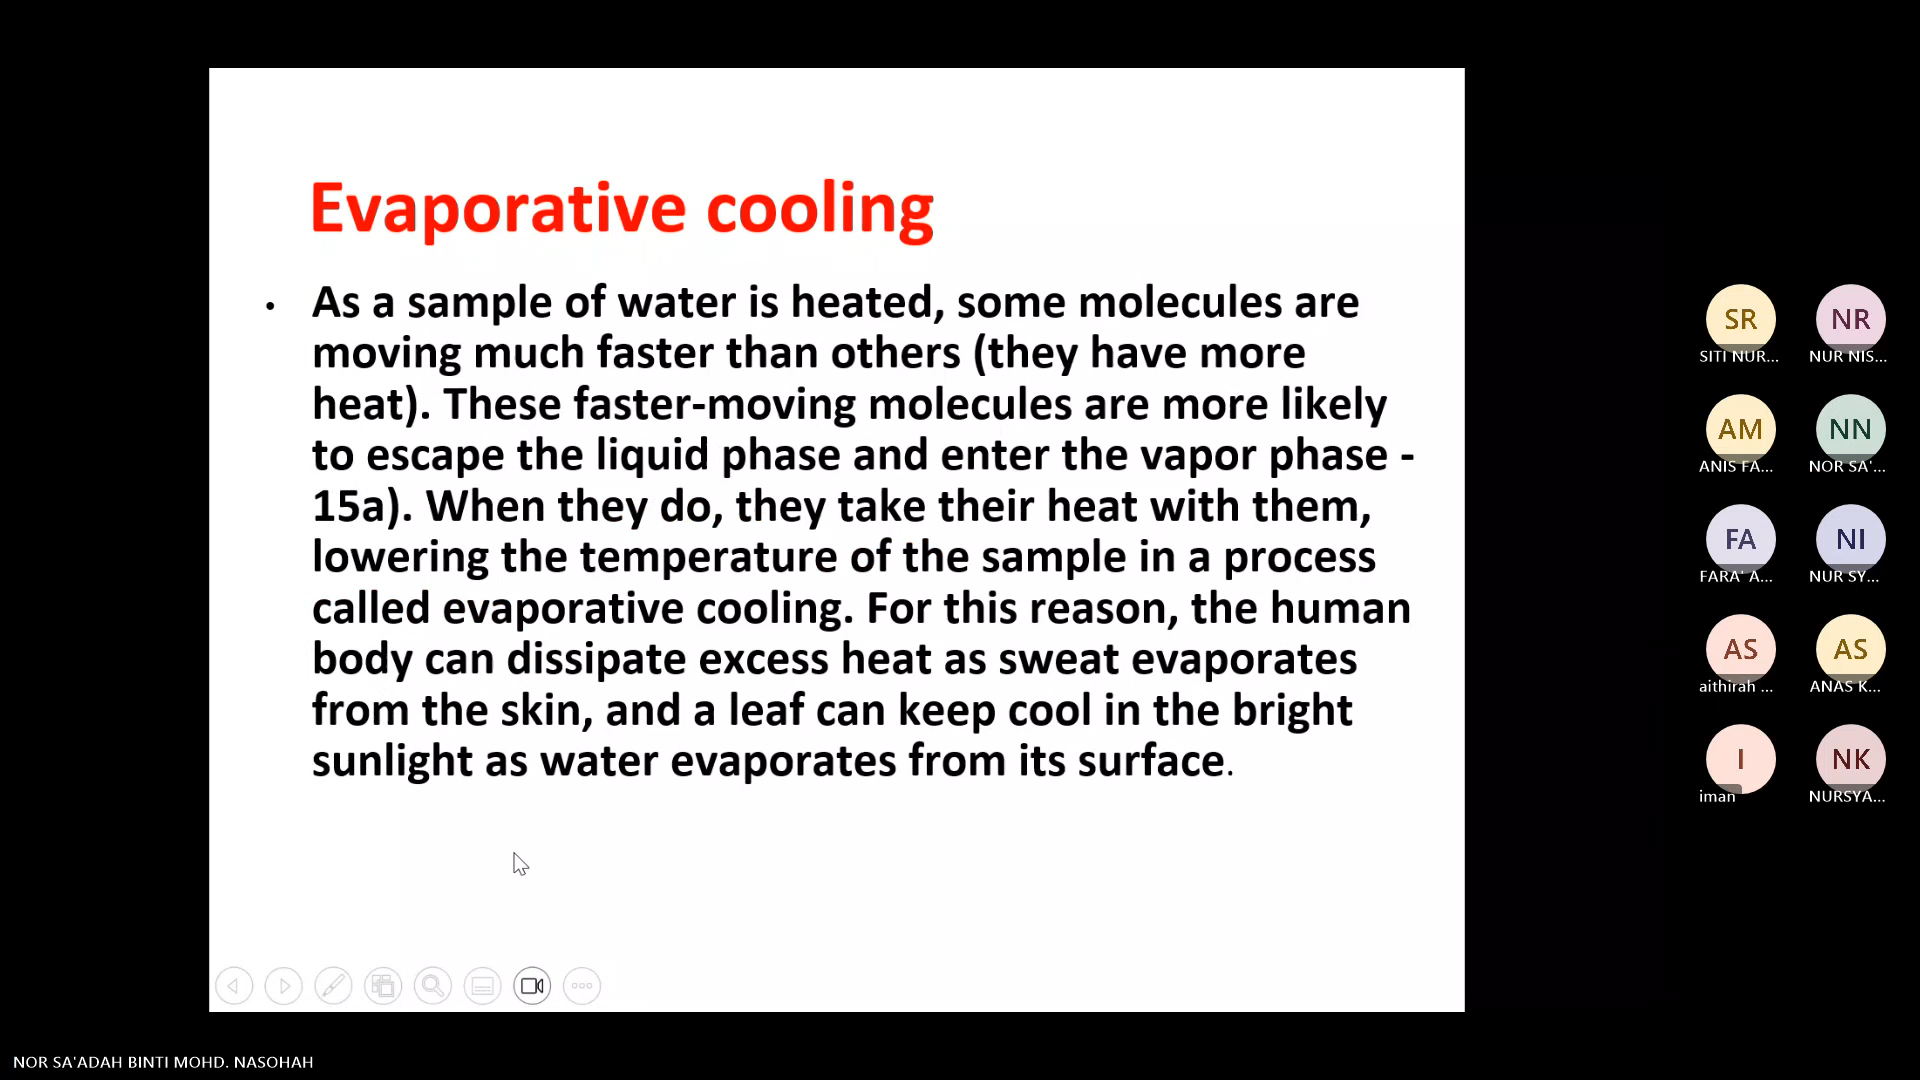 Evaporative cooling
• As a sample of water is heated, some molecules are
moving much faster than others (they have more
heat). These faster-moving molecules are more likely
to escape the liquid phase and enter the vapor phase -
15a). When they do, they take their heat with them,
lowering the temperature of the sample in a process
called evaporative cooling. For this reason, the human
body can dissipate excess heat as sweat evaporates
from the skin, and a leaf can keep cool in the bright
sunlight as water evaporates from its surface.
SR NR
SITI NUR... NUR NIS...
AM NN
ANIS FA... NOR SA'...
FA NI
FARA' A... NUR SY...
AS AS
aithirah ... ANAS K...
I NK
iman NURSYA...
NOR SA'ADAH BINTI MOHD. NASOHAH